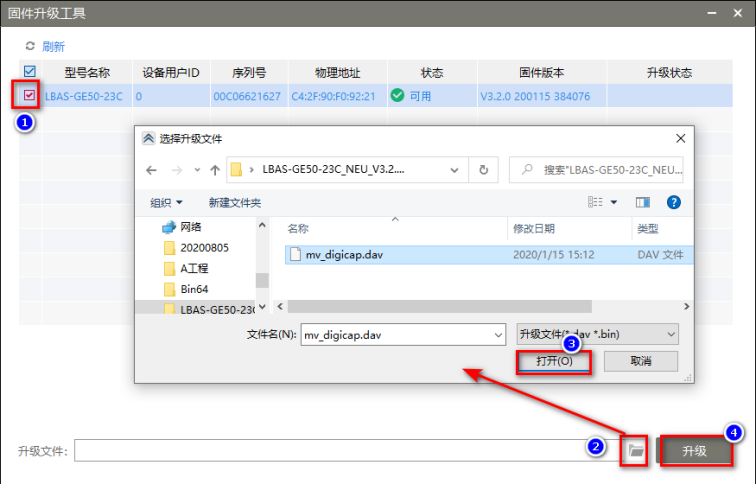 固件升级工具
刷新
型号名称 设备用户ID 序列号 物理地址 状态 固件版本 升级状态
LBAS-GE50-23C 0 00C06621627 C4:2F:90:F0:92:21 可用 V3.2.0 200115 384076
1
选择升级文件
LBAS-GE50-23C_NEU_V3.2.... 搜索"LBAS-GE50-23C_NEU...
组织 新建文件夹
网络
20200805
A工程
Bin64
LBAS-GE50-23(
名称 修改日期 类型
mv_digicap.dav 2020/1/15 15:12 DAV 文件
文件名(N): mv_digicap.dav 升级文件(*.dav *.bin)
3
打开(O) 取消
2
4
升级文件: 升级